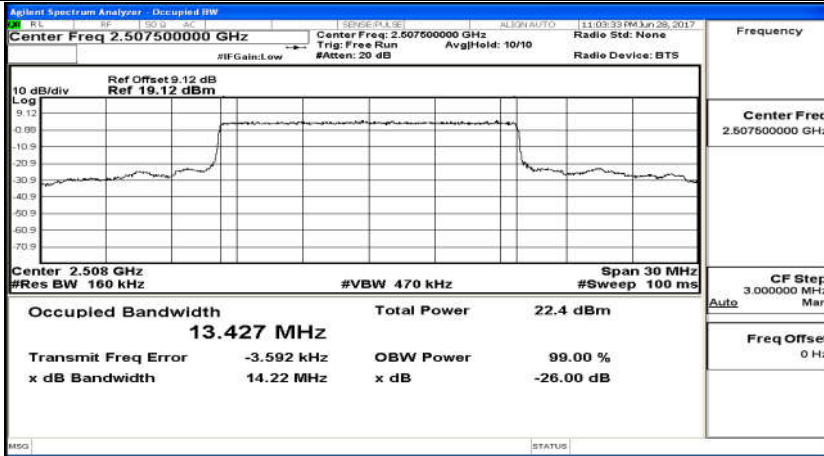 Agilent Spectrum Analyzer - Occupied BW
RL RF 50 Ω AC SENSE:PULSE ALIGN AUTO 11:03:33 PM Jun 28, 2017
Center Freq 2.507500000 GHz Center Freq: 2.507500000 GHz Radio Std: None Frequency
Trig: Free Run Avg|Hold: 10/10
#IFGain:Low #Atten: 20 dB Radio Device: BTS
Ref Offset 9.12 dB
10 dB/div Ref 19.12 dBm
Log
9.12
-0.88
-10.9
-20.9
-30.9
-40.9
-50.9
-60.9
-70.9
Center Freq
2.507500000 GHz
Center 2.508 GHz Span 30 MHz
#Res BW 160 kHz #VBW 470 kHz #Sweep 100 ms
CF Step
3.000000 MHz
Auto Man
Occupied Bandwidth Total Power 22.4 dBm
13.427 MHz
Transmit Freq Error -3.592 kHz OBW Power 99.00 %
x dB Bandwidth 14.22 MHz x dB -26.00 dB
Freq Offset
0 Hz
MSG STATUS